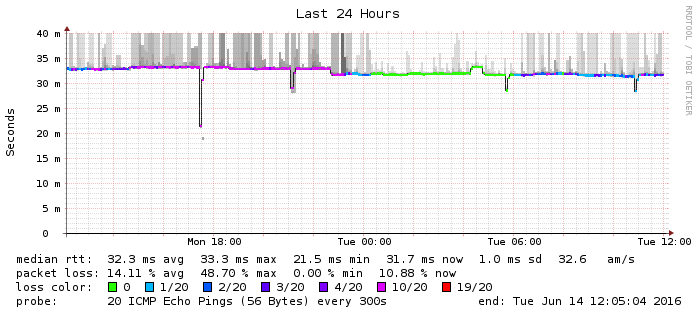 Last 24 Hours
RRDTOOL / TOBI OETIKER
Seconds
40 m
35 m
30 m
25 m
20 m
15 m
10 m
5 m
0
Mon 18:00 Tue 00:00 Tue 06:00 Tue 12:00
median rtt: 32.3 ms avg 33.3 ms max 21.5 ms min 31.7 ms now 1.0 ms sd 32.6 am/s
packet loss: 14.11 % avg 48.70 % max 0.00 % min 10.88 % now
loss color: 0 1/20 2/20 3/20 4/20 10/20 19/20
probe: 20 ICMP Echo Pings (56 Bytes) every 300s end: Tue Jun 14 12:05:04 2016